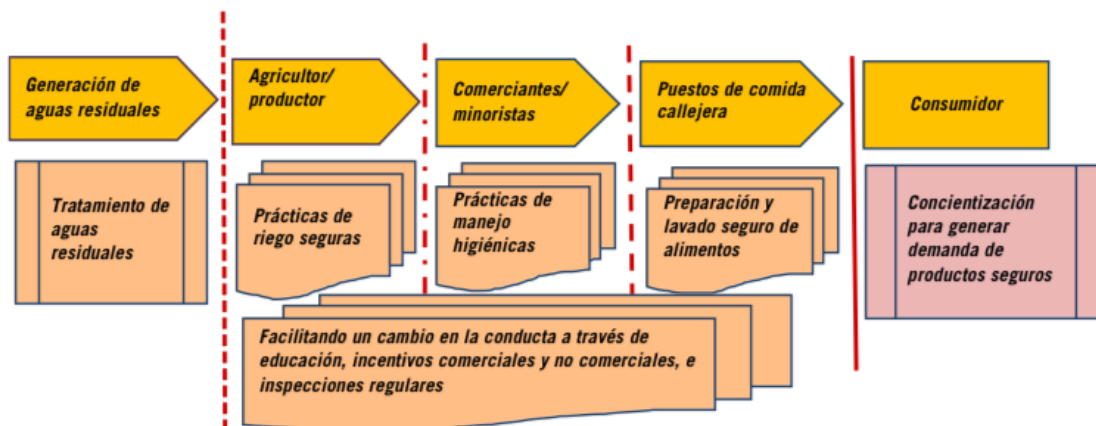 Generación de
aguas residuales
Agricultor/
productor
Comerciantes/
minoristas
Puestos de comida
callejera
Consumidor
Tratamiento de
aguas
residuales
Prácticas de
riego seguras
Prácticas de
manejo
higiénicas
Preparación y
lavado seguro de
alimentos
Concientización
para generar
demanda de
productos seguros
Facilitando un cambio en la conducta a través de
educación, incentivos comerciales y no comerciales, e
inspecciones regulares